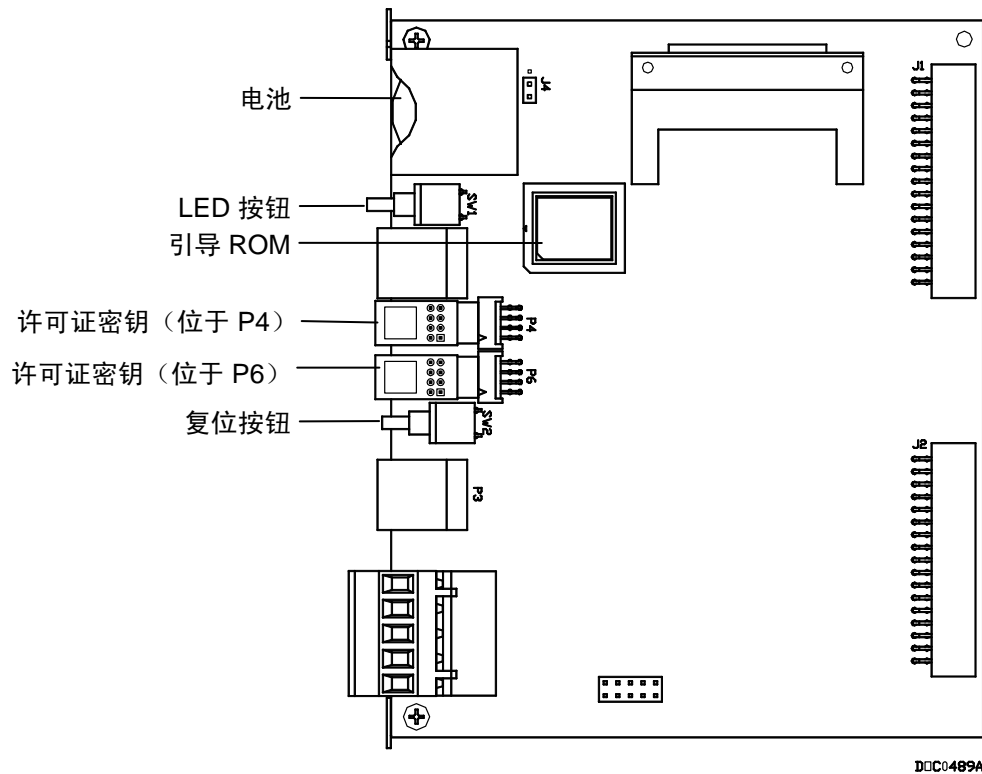 电池
J4
J1
LED 按钮
SW1
引导 ROM
许可证密钥（位于 P4）
P4
许可证密钥（位于 P6）
P6
复位按钮
SW2
J2
P3